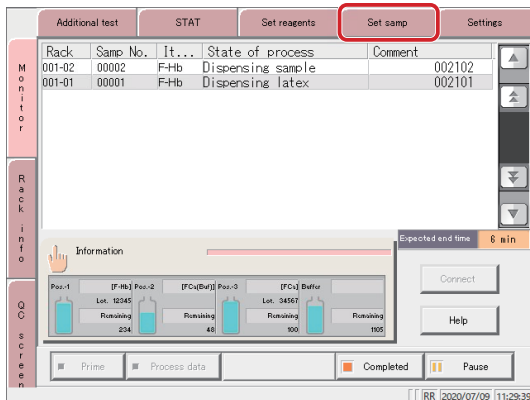 Additional test STAT Set reagents Set samp Settings
Monitor
Rack info
QC screen
Rack Samp No. It... State of process Comment
001-02 00002 F-Hb Dispensing sample 002102
001-01 00001 F-Hb Dispensing latex 002101
Expected end time 6 min
Information
Pos.-1 [F-Hb] Pos.-2 [FCa(Buf)] Pos.-3 [FCa] Buffer
Lot. 12345 Lot. 34567
Remaining Remaining Remaining Remaining
234 48 100 1105
Connect
Help
Prime Process data Completed Pause
RR 2020/07/09 11:29:39